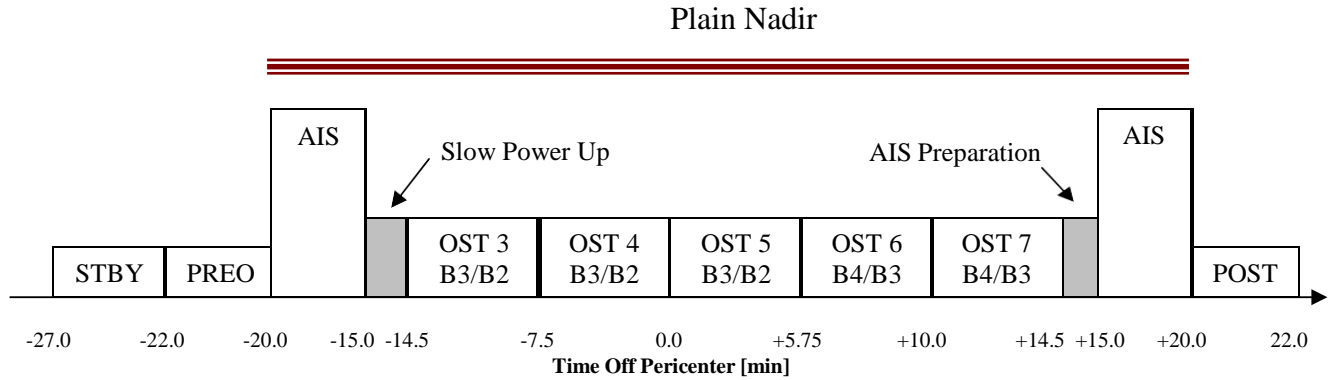 Plain Nadir
AIS
Slow Power Up
AIS Preparation
AIS
STBY
PREO
OST 3
B3/B2
OST 4
B3/B2
OST 5
B3/B2
OST 6
B4/B3
OST 7
B4/B3
POST
-27.0 -22.0 -20.0 -15.0 -14.5 -7.5 0.0 +5.75 +10.0 +14.5 +15.0 +20.0 22.0
Time Off Pericenter [min]